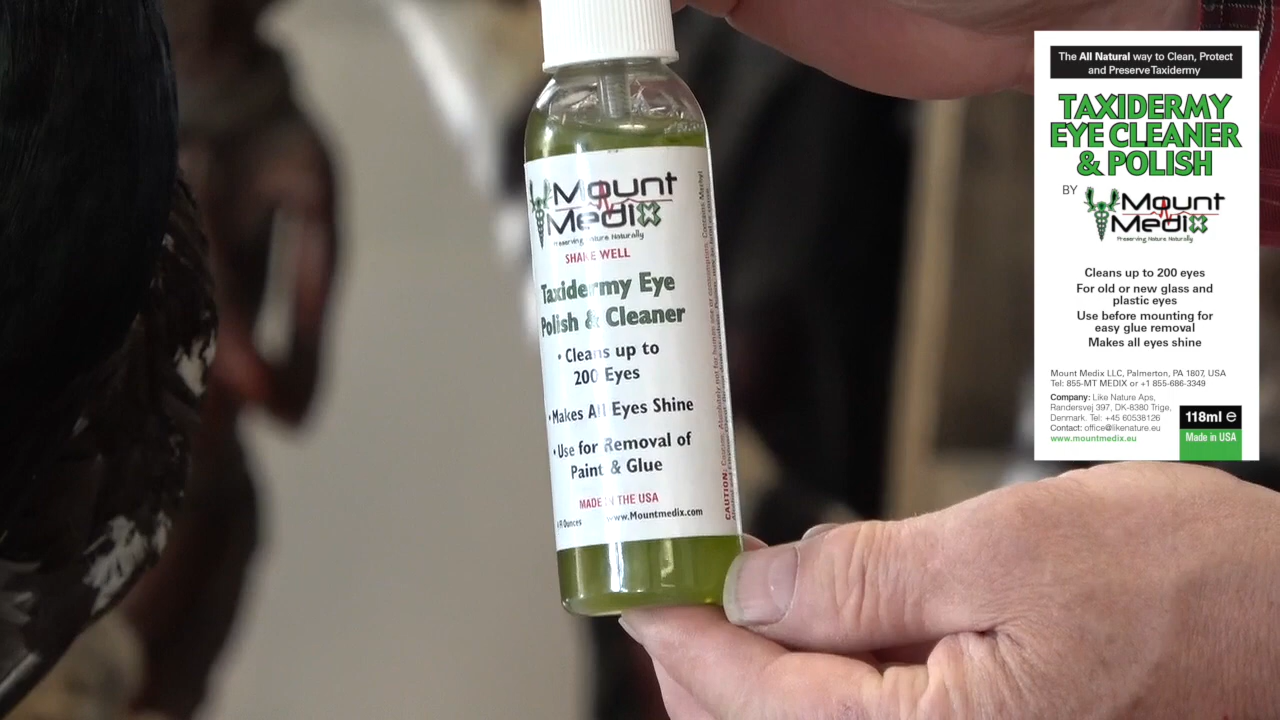 Mount
Medix
Preserving Nature Naturally
SHAKE WELL
Taxidermy Eye
Polish & Cleaner
• Cleans up to
200 Eyes
• Makes All Eyes Shine
• Use for Removal of
Paint & Glue
MADE IN THE USA
Ounces www.Mountmedix.com
CAUTION:
The All Natural way to Clean, Protect
and Preserve Taxidermy
TAXIDERMY
EYE CLEANER
& POLISH
BY
Mount
Medix
Preserving Nature Naturally
Cleans up to 200 eyes
For old or new glass and
plastic eyes
Use before mounting for
easy glue removal
Makes all eyes shine
Mount Medix LLC, Palmerton, PA 1807, USA
Tel: 855-MT MEDIX or +1 855-686-3349
Company: Like Nature Aps,
Randersvej 397, DK-8380 Trige,
Denmark. Tel: +45 60538126
Contact: office@likenature.eu
www.mountmedix.eu
118ml e
Made in USA